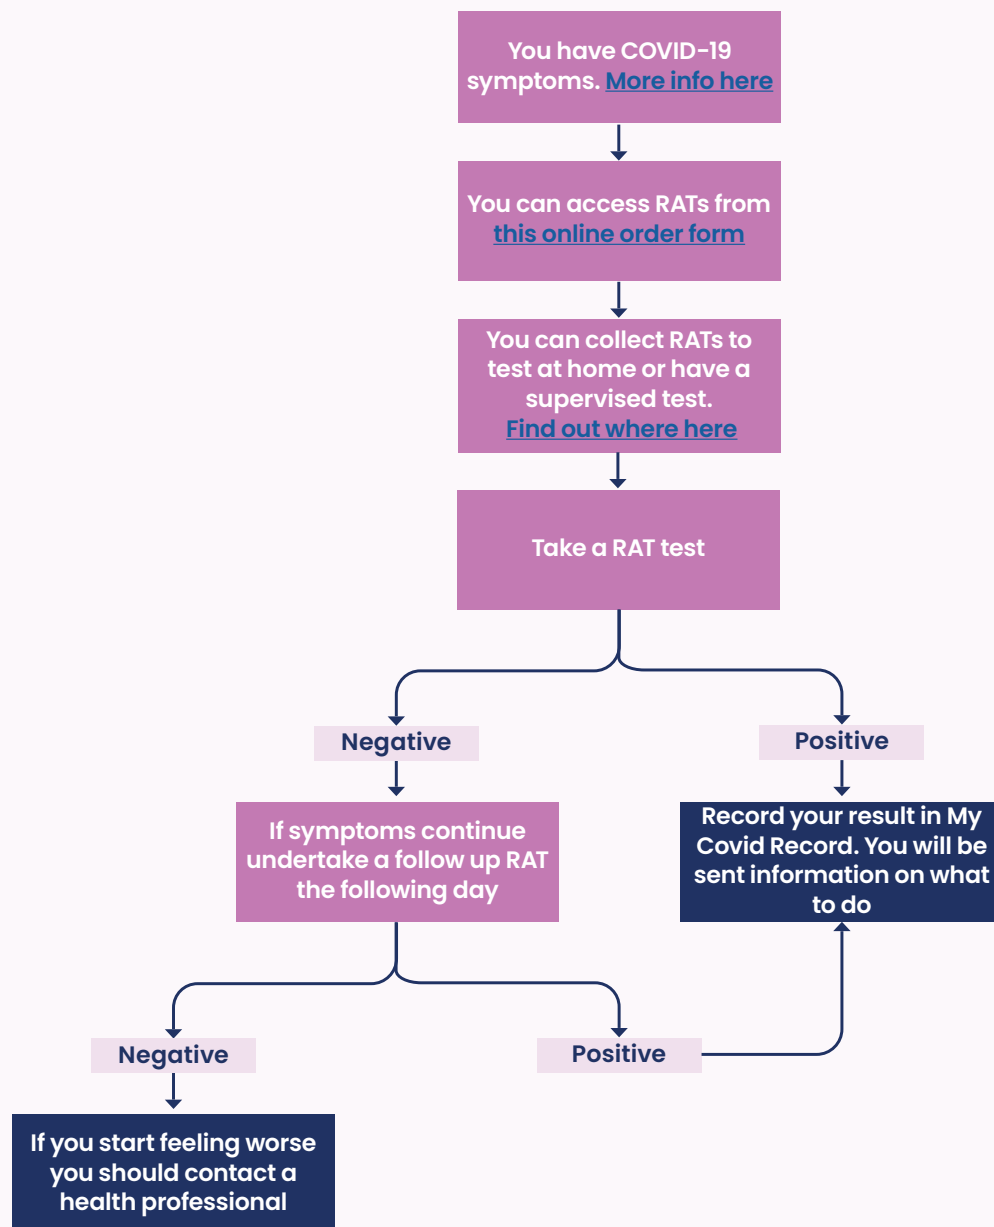 You have COVID-19
symptoms. More info here
You can access RATs from
this online order form
You can collect RATs to
test at home or have a
supervised test.
Find out where here
Take a RAT test
Negative
Positive
If symptoms continue
undertake a follow up RAT
the following day
Record your result in My
Covid Record. You will be
sent information on what
to do
Negative
Positive
If you start feeling worse
you should contact a
health professional